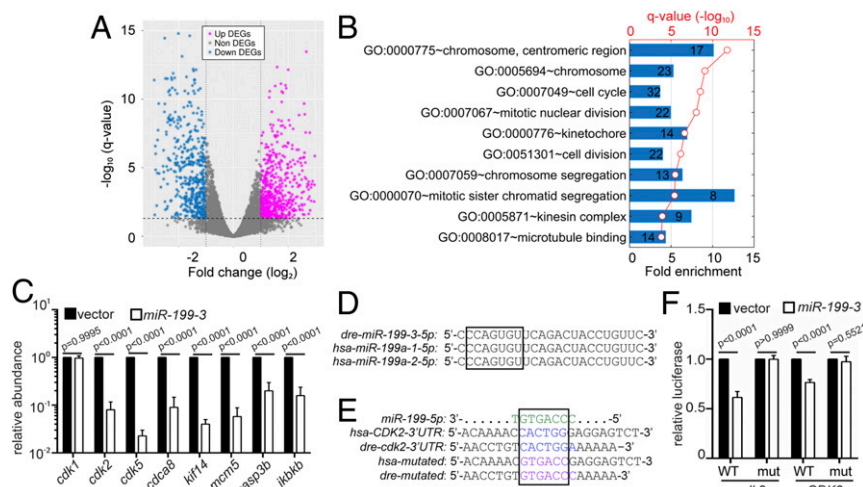 A
Up DEGs
Non DEGs
Down DEGs
-log10 (q-value)
15
10
5
0
-2
0
2
Fold change (log2)
B
q-value (-log10)
0 5 10 15
GO:0000775~chromosome, centromeric region 17
GO:0005694~chromosome 23
GO:0007049~cell cycle 32
GO:0007067~mitotic nuclear division 22
GO:0000776~kinetochore 14
GO:0051301~cell division 22
GO:0007059~chromosome segregation 13
GO:0000070~mitotic sister chromatid segregation 8
GO:0005871~kinesin complex 9
GO:0008017~microtubule binding 14
0 5 10 15
Fold enrichment
C
vector miR-199-3
p=0.9995 p<0.0001 p<0.0001 p<0.0001 p<0.0001 p<0.0001 p<0.0001 p<0.0001
relative abundance
10^1
10^0
10^-1
10^-2
cdk1 cdk2 cdk5 cdca8 kif14 mcm5 asp3b ikbkb
D
dre-miR-199-3-5p: 5'-CCCAGUGUUCAGACUACCUGUUC-3'
hsa-miR-199a-1-5p: 5'-CCCAGUGUUCAGACUACCUGUUC-3'
hsa-miR-199a-2-5p: 5'-CCCAGUGUUCAGACUACCUGUUC-3'
E
miR-199-5p: 3'-......TGTGACCC.....-5'
hsa-CDK2-3'UTR: 5'-ACAAAACCACTGGGAGGAGTCT-3'
dre-cdk2-3'UTR: 5'-AACCTGTCACTGGAAAAAA-3'
hsa-mutated: 5'-ACAAAACGTGACCGAGGAGTCT-3'
dre-mutated: 5'-AACCTGTGTGACCCAAAAA-3'
F
vector miR-199-3
p<0.0001 p>0.9999 p<0.0001 p=0.552
relative luciferase
1.5
1.0
0.5
0
WT mut WT mut